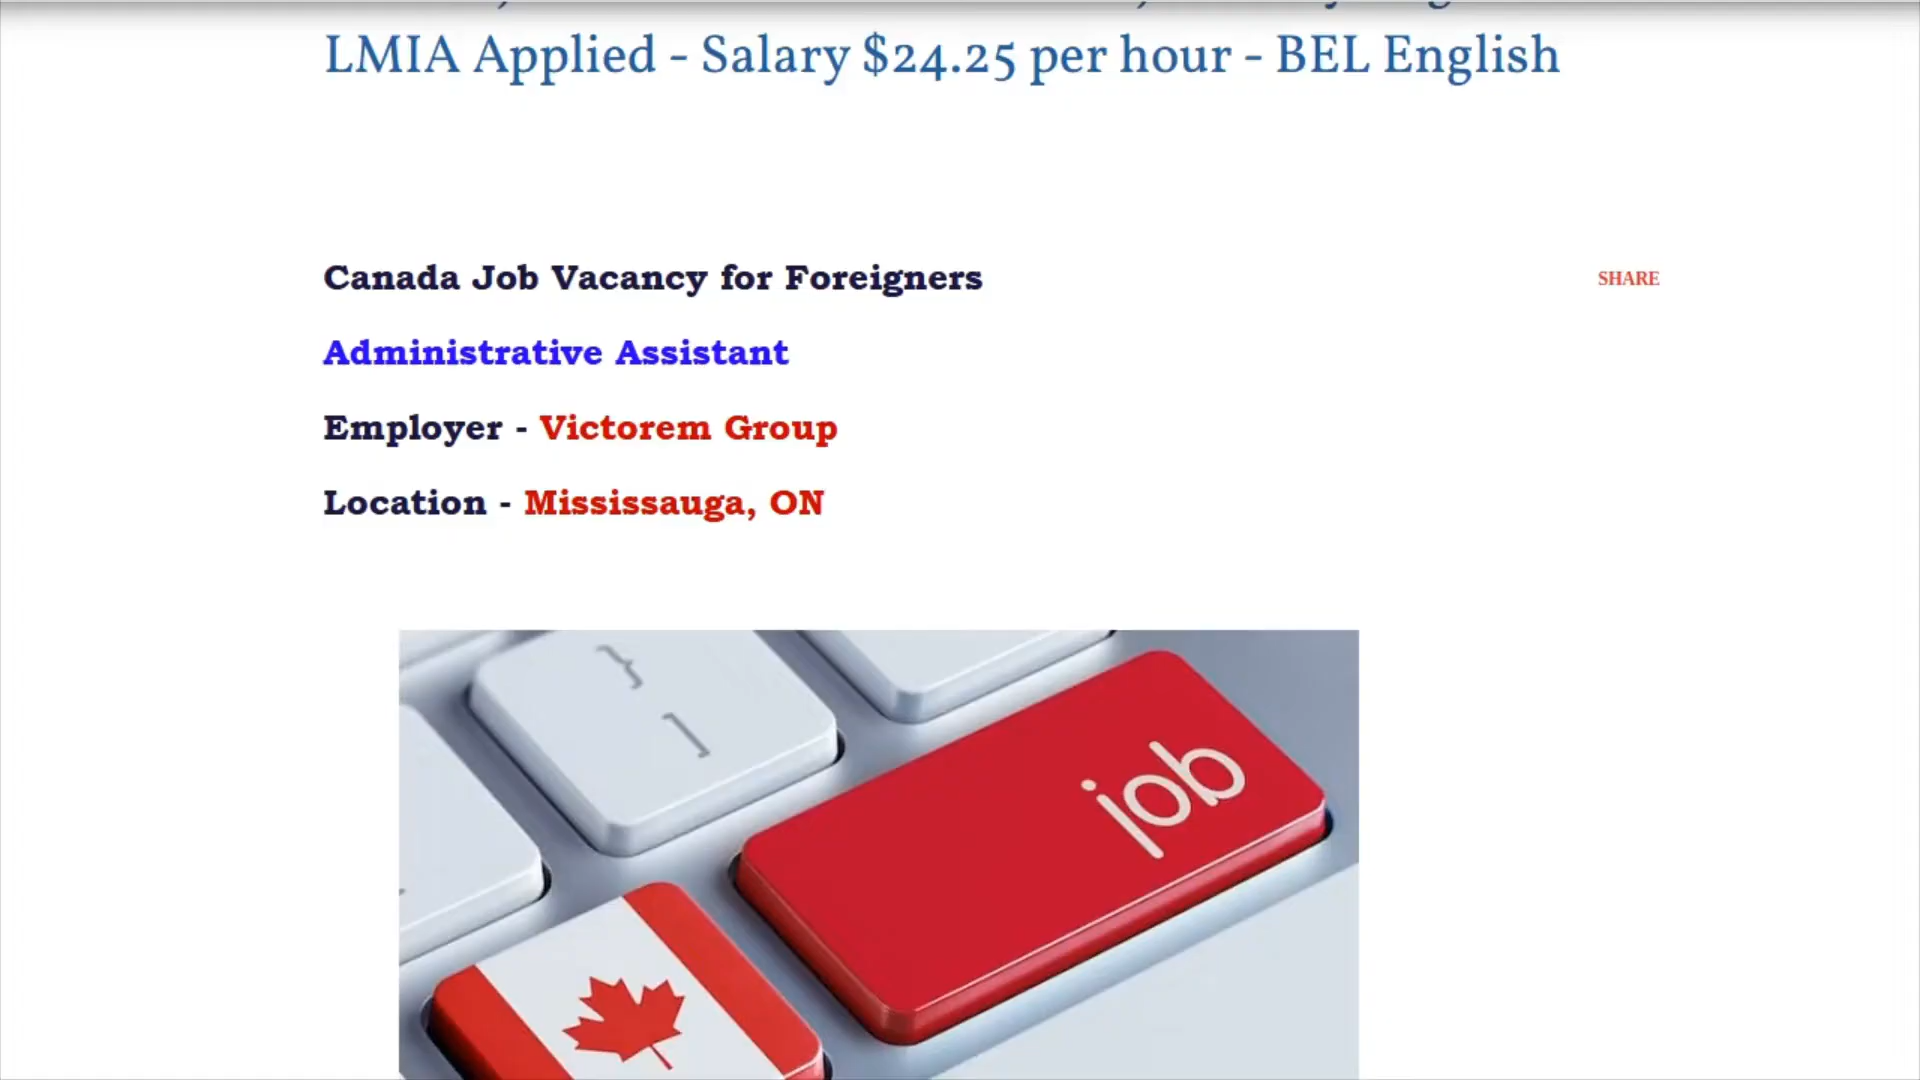 LMIA Applied - Salary $24.25 per hour - BEL English
Canada Job Vacancy for Foreigners
SHARE
Administrative Assistant
Employer - Victorem Group
Location - Mississauga, ON
}
]
job